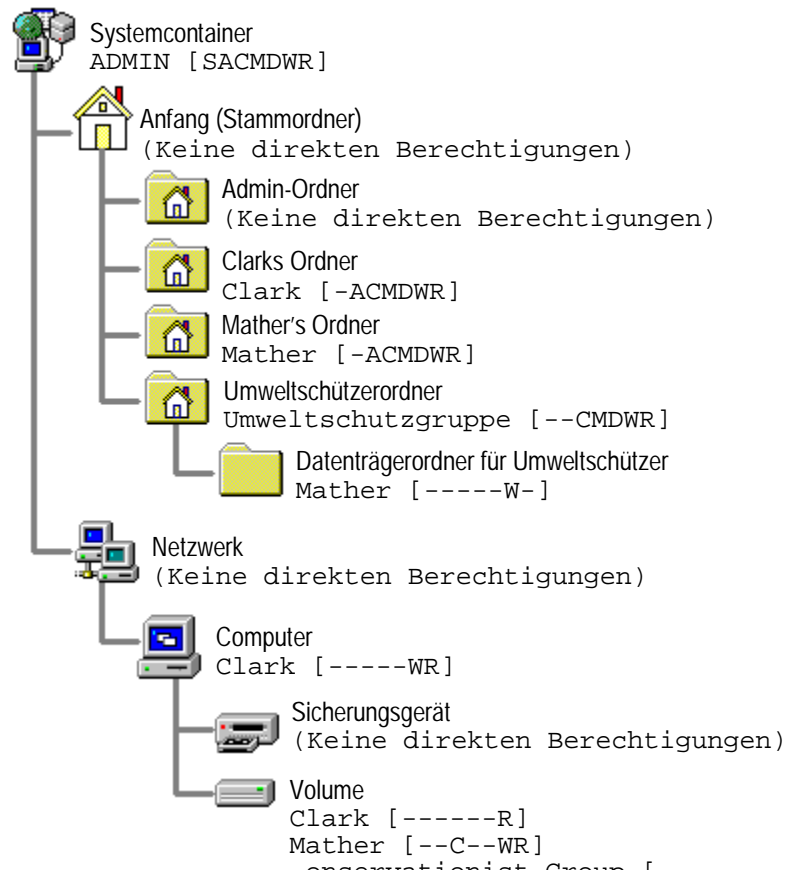 Systemcontainer
ADMIN [SACMDWR]
Anfang (Stammordner)
(Keine direkten Berechtigungen)
Admin-Ordner
(Keine direkten Berechtigungen)
Clarks Ordner
Clark [-ACMDWR]
Mather's Ordner
Mather [-ACMDWR]
Umweltschützerordner
Umweltschutzgruppe [--CMDWR]
Datenträgerordner für Umweltschützer
Mather [-----W-]
Netzwerk
(Keine direkten Berechtigungen)
Computer
Clark [-----WR]
Sicherungsgerät
(Keine direkten Berechtigungen)
Volume
Clark [------R]
Mather [--C--WR]
onservationist Group [